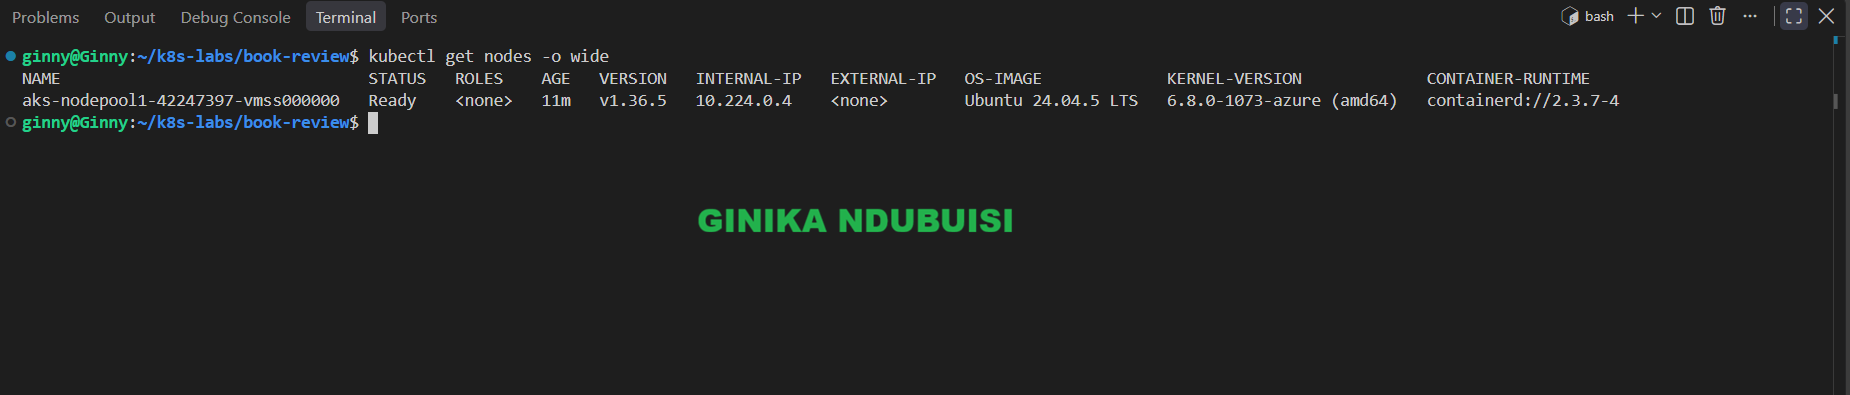 Problems Output Debug Console Terminal Ports bash
ginny@Ginny:~/k8s-labs/book-review$ kubectl get nodes -o wide
NAME STATUS ROLES AGE VERSION INTERNAL-IP EXTERNAL-IP OS-IMAGE KERNEL-VERSION CONTAINER-RUNTIME
aks-nodepool1-42247397-vmss000000 Ready <none> 11m v1.36.5 10.224.0.4 <none> Ubuntu 24.04.5 LTS 6.8.0-1073-azure (amd64) containerd://2.3.7-4
ginny@Ginny:~/k8s-labs/book-review$
GINIKA NDUBUISI